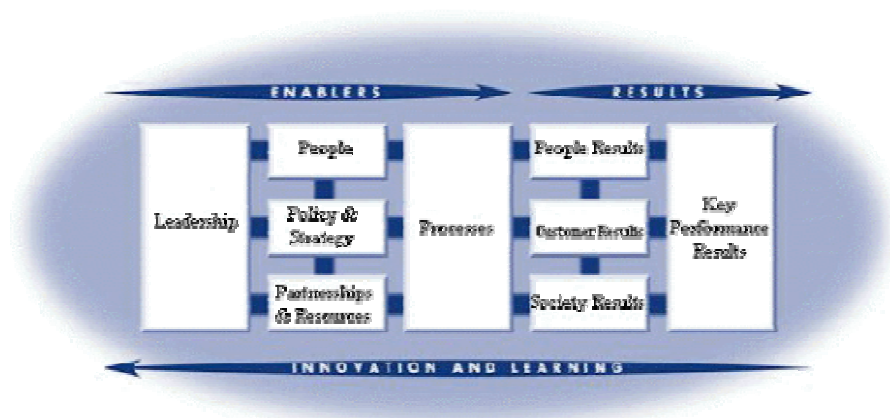 ENABLERS
RESULTS
Leadership
People
Policy &
Strategy
Partnerships
& Resources
Processes
People Results
Customer Results
Society Results
Key
Performance
Results
INNOVATION AND LEARNING